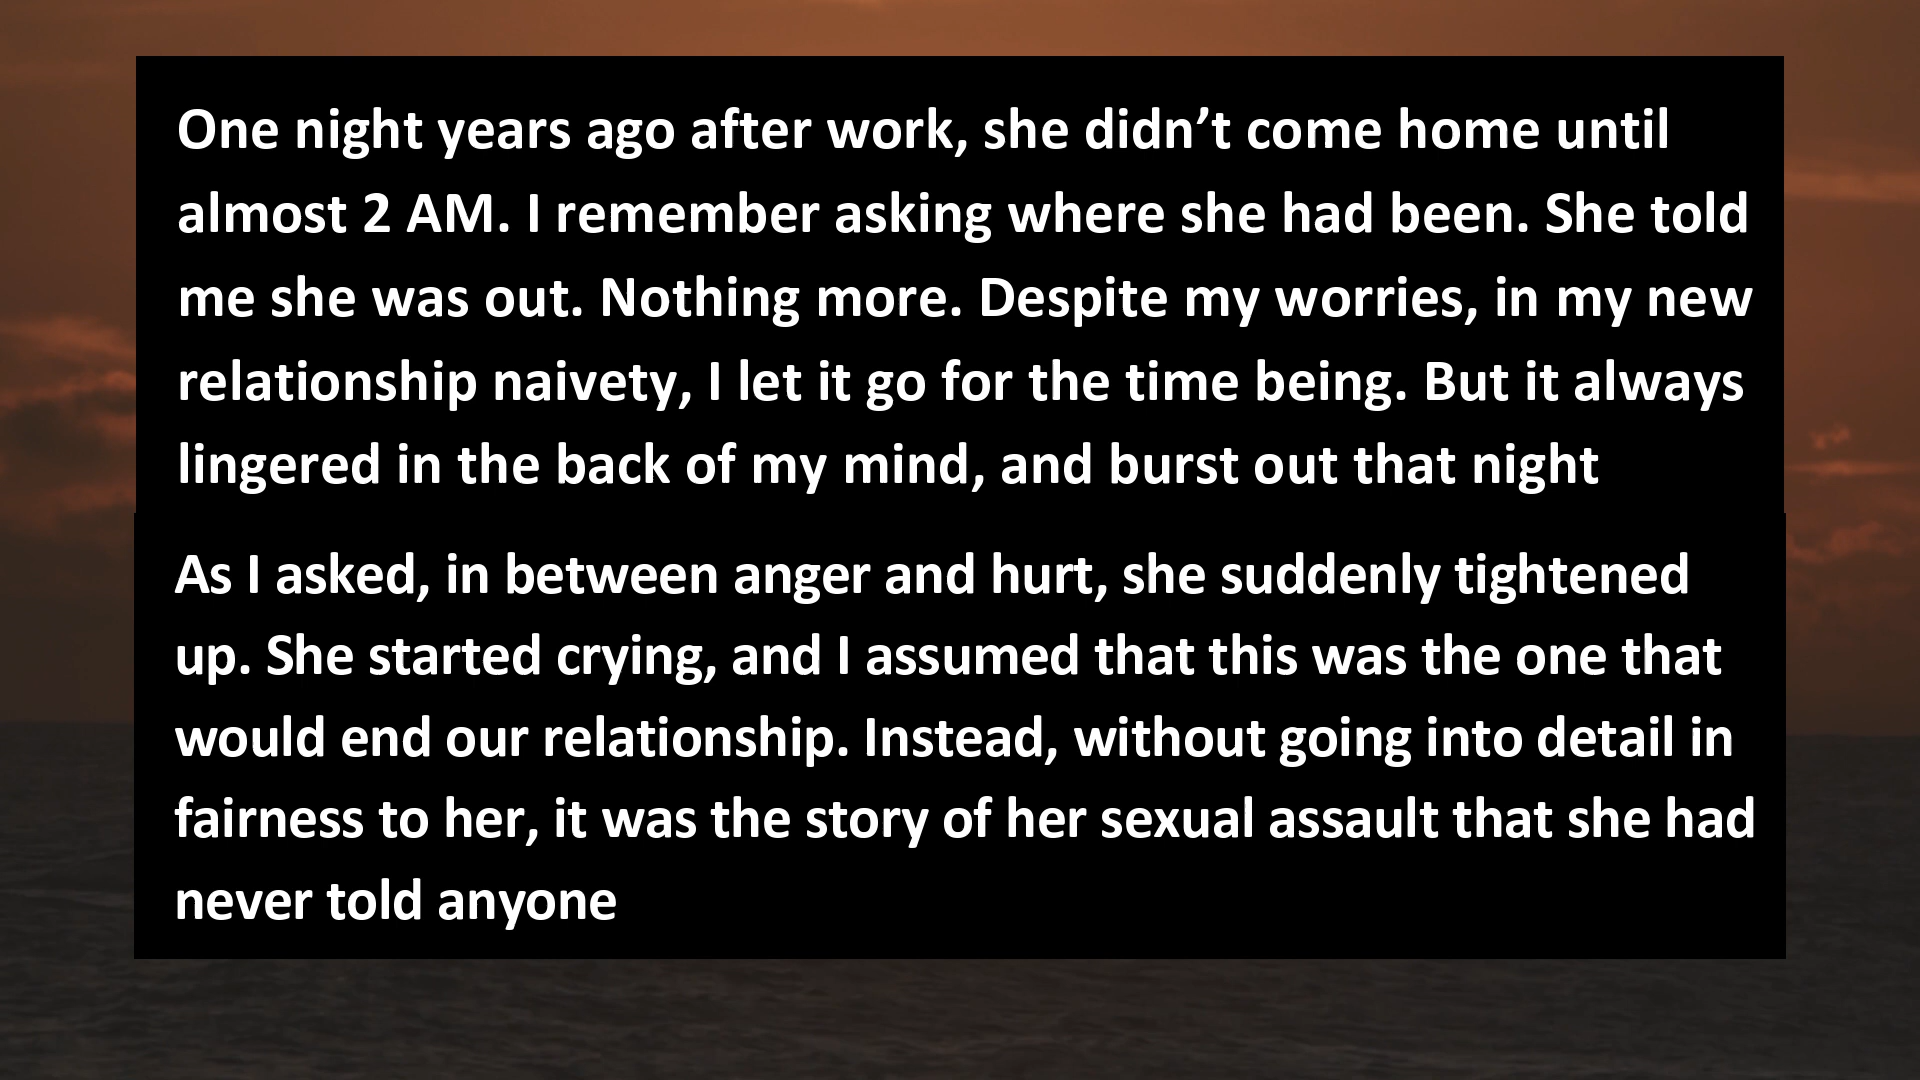 One night years ago after work, she didn’t come home until
almost 2 AM. I remember asking where she had been. She told
me she was out. Nothing more. Despite my worries, in my new
relationship naivety, I let it go for the time being. But it always
lingered in the back of my mind, and burst out that night
As I asked, in between anger and hurt, she suddenly tightened
up. She started crying, and I assumed that this was the one that
would end our relationship. Instead, without going into detail in
fairness to her, it was the story of her sexual assault that she had
never told anyone